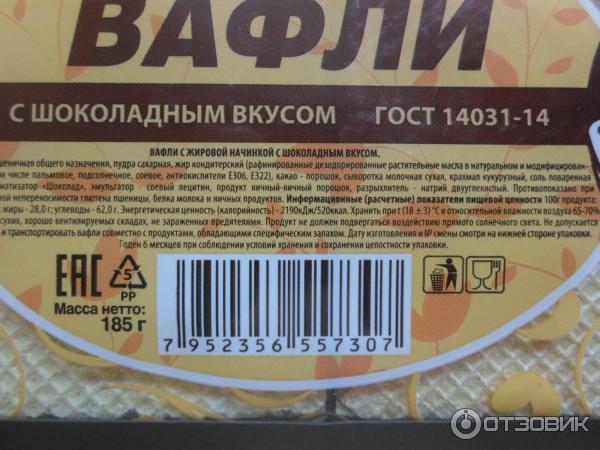 ВАФЛИ
С ШОКОЛАДНЫМ ВКУСОМ ГОСТ 14031-14
ВАФЛИ С ЖИРОВОЙ НАЧИНКОЙ С ШОКОЛАДНЫМ ВКУСОМ.
общего назначения, пудра сахарная, жир кондитерский (рафинированные дезодорированные растительные масла в натуральном и
числе пальмовое, подсолнечное, соевое, антиокислители Е306, Е322), какао - порошок, сыворотка молочная сухая, крахмал кукурузный, соль поваренная
«Шоколад», эмульгатор - соевый лецитин, продукт яичный-яичный порошок, разрыхлитель - натрий двууглекислый. Противопоказано при
непереносимости глютена пшеницы, белка молока и яичных продуктов. Информационные (расчетные) показатели пищевой ценности 100г продукта:
жиры - 28,0 г; углеводы - 62,0 г. Энергетическая ценность (калорийность) - 2190кДж/520ккал. Хранить при t (18 ± 3) °С и относительной влажности воздуха 65-70%
сухих, хорошо вентилируемых складах, не зараженных вредителями. Продукт не должен подвергаться воздействию прямого солнечного света. Не допускается
и транспортировать вафли совместно с продуктами, обладающими специфическим запахом. Дату изготовления и № смены смотри на нижней стороне упаковки.
Годен 6 месяцев при соблюдении условий хранения и сохранении целостности упаковки.
ЕАС 5 PP
Масса нетто:
185 г
7 952356 557307
ОТЗОВИК